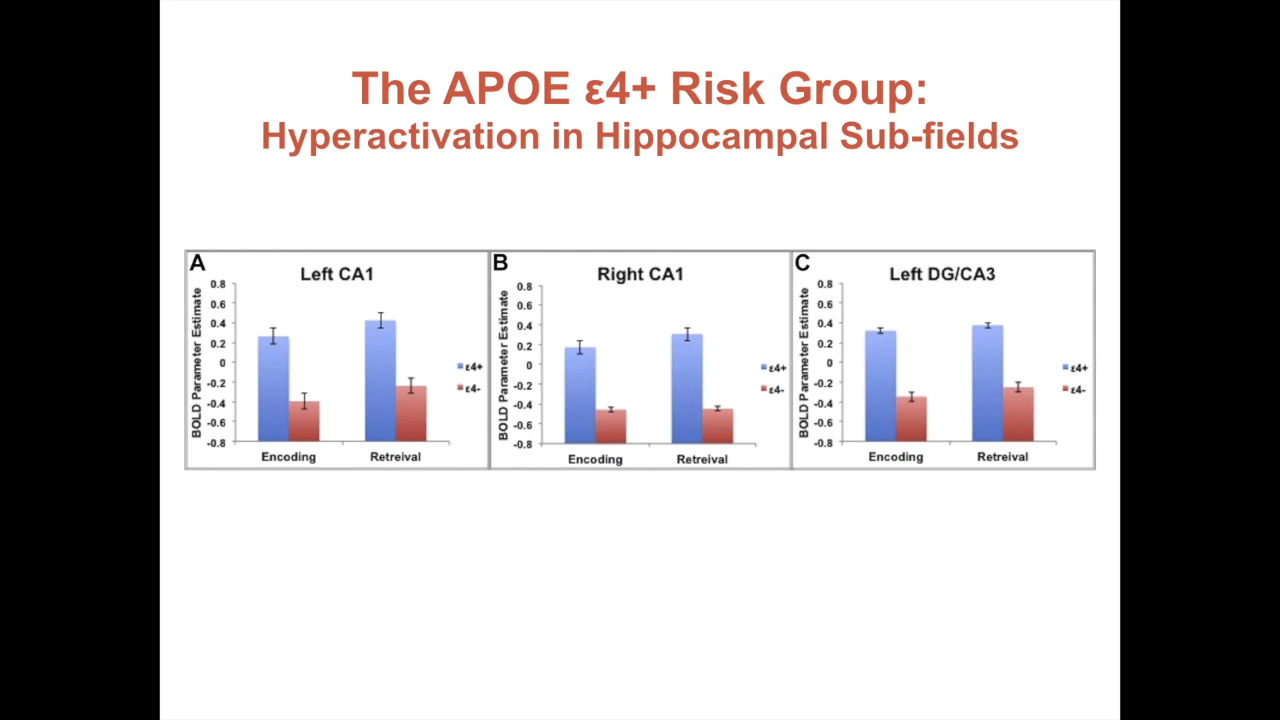 The APOE ε4+ Risk Group:
Hyperactivation in Hippocampal Sub-fields
A
Left CA1
BOLD Parameter Estimate
0.8
0.6
0.4
0.2
0
-0.2
-0.4
-0.6
-0.8
Encoding
Retreival
ε4+
ε4-
B
Right CA1
BOLD Parameter Estimate
0.8
0.6
0.4
0.2
0
-0.2
-0.4
-0.6
-0.8
Encoding
Retreival
ε4+
ε4-
C
Left DG/CA3
BOLD Parameter Estimate
0.8
0.6
0.4
0.2
0
-0.2
-0.4
-0.6
-0.8
Encoding
Retreival
ε4+
ε4-